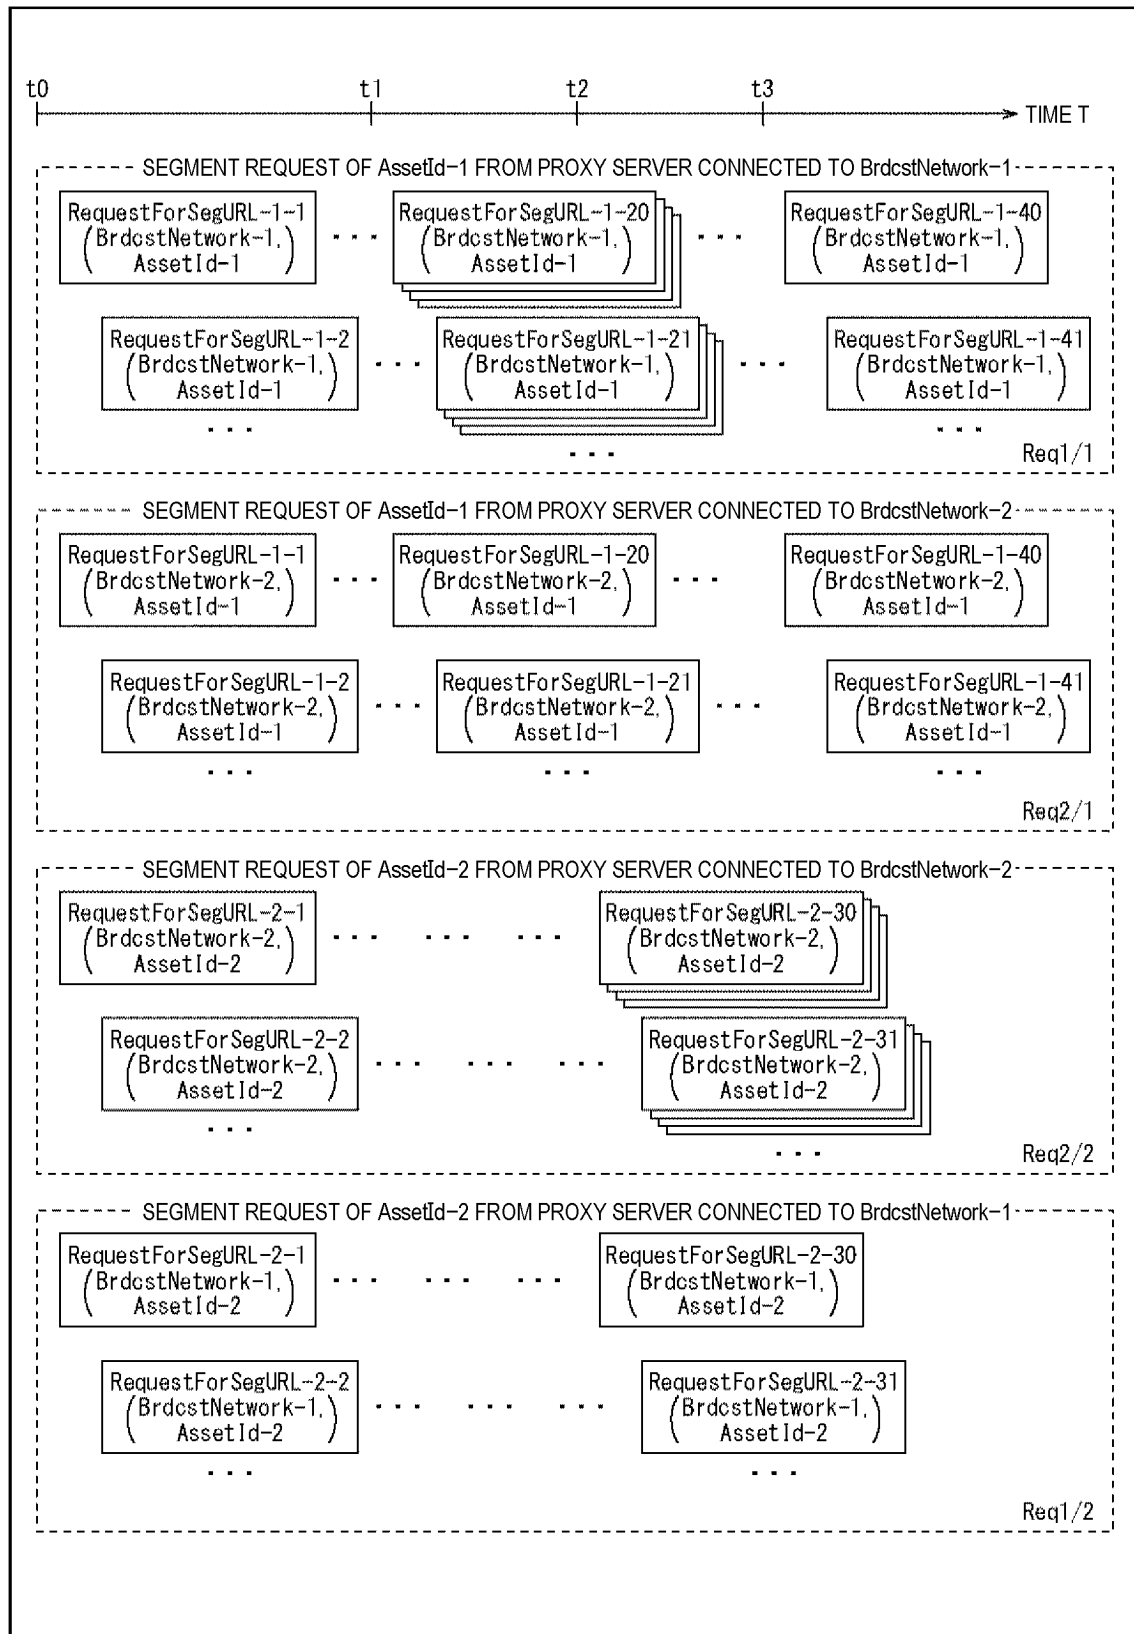 t0 t1 t2 t3
TIME T
SEGMENT REQUEST OF AssetId-1 FROM PROXY SERVER CONNECTED TO BrdcstNetwork-1
RequestForSegURL-1-1 RequestForSegURL-1-20 RequestForSegURL-1-40
(BrdcstNetwork-1, ... (BrdcstNetwork-1, ... (BrdcstNetwork-1,
AssetId-1) AssetId-1) AssetId-1)
RequestForSegURL-1-2 RequestForSegURL-1-21 RequestForSegURL-1-41
(BrdcstNetwork-1, ... (BrdcstNetwork-1, ... (BrdcstNetwork-1,
AssetId-1) AssetId-1) AssetId-1)
... ... ...
Req1/1
SEGMENT REQUEST OF AssetId-1 FROM PROXY SERVER CONNECTED TO BrdcstNetwork-2
RequestForSegURL-1-1 RequestForSegURL-1-20 RequestForSegURL-1-40
(BrdcstNetwork-2, ... (BrdcstNetwork-2, ... (BrdcstNetwork-2,
AssetId-1) AssetId-1) AssetId-1)
RequestForSegURL-1-2 RequestForSegURL-1-21 RequestForSegURL-1-41
(BrdcstNetwork-2, ... (BrdcstNetwork-2, ... (BrdcstNetwork-2,
AssetId-1) AssetId-1) AssetId-1)
... ... ...
Req2/1
SEGMENT REQUEST OF AssetId-2 FROM PROXY SERVER CONNECTED TO BrdcstNetwork-2
RequestForSegURL-2-1 RequestForSegURL-2-30
(BrdcstNetwork-2, ... ... ... (BrdcstNetwork-2,
AssetId-2) AssetId-2)
RequestForSegURL-2-2 RequestForSegURL-2-31
(BrdcstNetwork-2, ... ... ... (BrdcstNetwork-2,
AssetId-2) AssetId-2)
... ...
Req2/2
SEGMENT REQUEST OF AssetId-2 FROM PROXY SERVER CONNECTED TO BrdcstNetwork-1
RequestForSegURL-2-1 RequestForSegURL-2-30
(BrdcstNetwork-1, ... ... ... (BrdcstNetwork-1,
AssetId-2) AssetId-2)
RequestForSegURL-2-2 RequestForSegURL-2-31
(BrdcstNetwork-1, ... ... ... (BrdcstNetwork-1,
AssetId-2) AssetId-2)
... ...
Req1/2